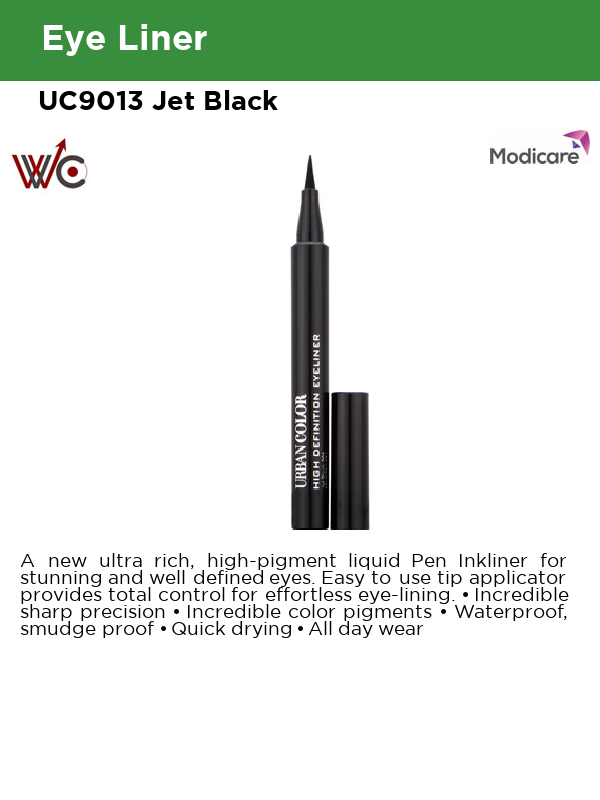 Eye Liner
UC9013 Jet Black
WC
Modicare
URBAN COLOR
HIGH DEFINITION EYELINER
A new ultra rich, high-pigment liquid Pen Inkliner for
stunning and well defined eyes. Easy to use tip applicator
provides total control for effortless eye-lining. • Incredible
sharp precision • Incredible color pigments • Waterproof,
smudge proof • Quick drying • All day wear